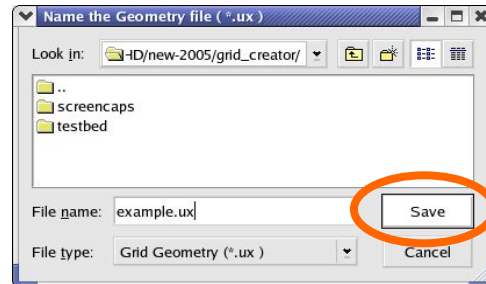 Name the Geometry file ( *.ux )
Look in: -HD/new-2005/grid_creator/
..
screencaps
testbed
File name: example.ux Save
File type: Grid Geometry (*.ux ) Cancel